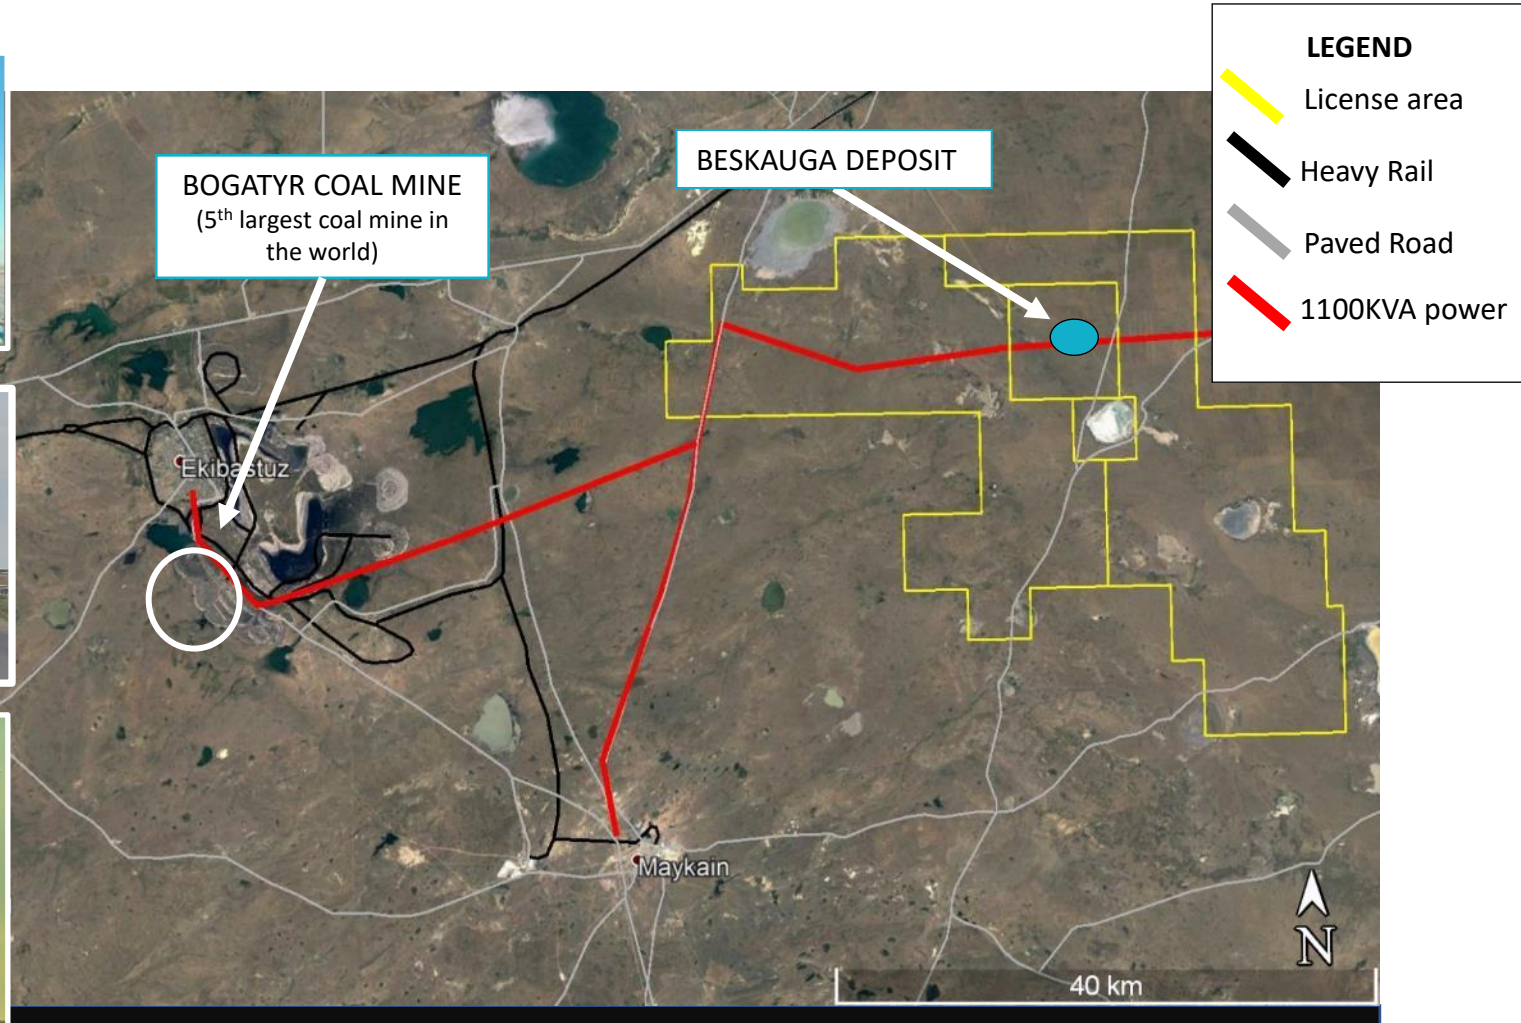 LEGEND
License area
Heavy Rail
Paved Road
1100KVA power
BESKAUGA DEPOSIT
BOGATYR COAL MINE
(5th largest coal mine in
the world)
Ekibastuz
Maykain
N
40 km